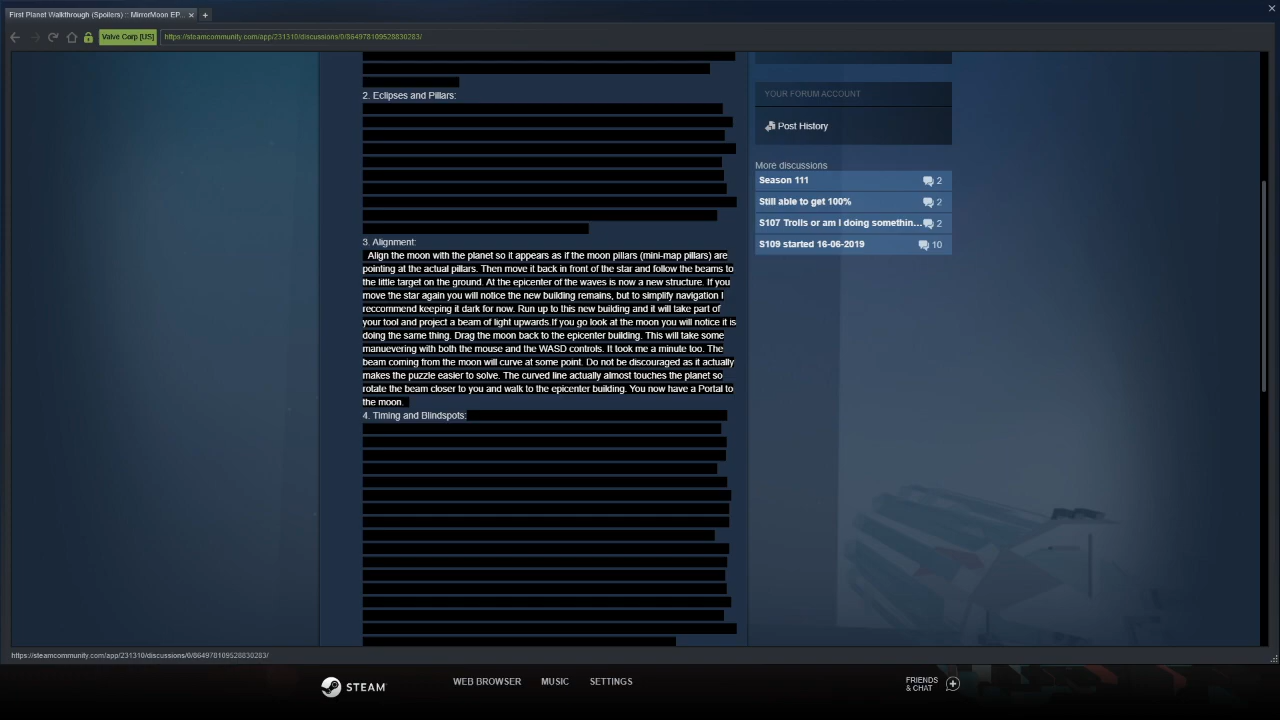 First Planet Walkthrough (Spoilers) :: MirrorMoon EP...
Valve Corp [US]
https://steamcommunity.com/app/231310/discussions/0/864978109528830283/
2. Eclipses and Pillars:
3. Alignment:
Align the moon with the planet so it appears as if the moon pillars (mini-map pillars) are
pointing at the actual pillars. Then move it back in front of the star and follow the beams to
the little target on the ground. At the epicenter of the waves is now a new structure. If you
move the star again you will notice the new building remains, but to simplify navigation I
reccommend keeping it dark for now. Run up to this new building and it will take part of
your tool and project a beam of light upwards.If you go look at the moon you will notice it is
doing the same thing. Drag the moon back to the epicenter building. This will take some
manuevering with both the mouse and the WASD controls. It took me a minute too. The
beam coming from the moon will curve at some point. Do not be discouraged as it actually
makes the puzzle easier to solve. The curved line actually almost touches the planet so
rotate the beam closer to you and walk to the epicenter building. You now have a Portal to
the moon.
4. Timing and Blindspots:
YOUR FORUM ACCOUNT
Post History
More discussions
Season 111 2
Still able to get 100% 2
S107 Trolls or am I doing somethin... 2
S109 started 16-06-2019 10
https://steamcommunity.com/app/231310/discussions/0/864978109528830283/
STEAM
WEB BROWSER MUSIC SETTINGS
FRIENDS
& CHAT